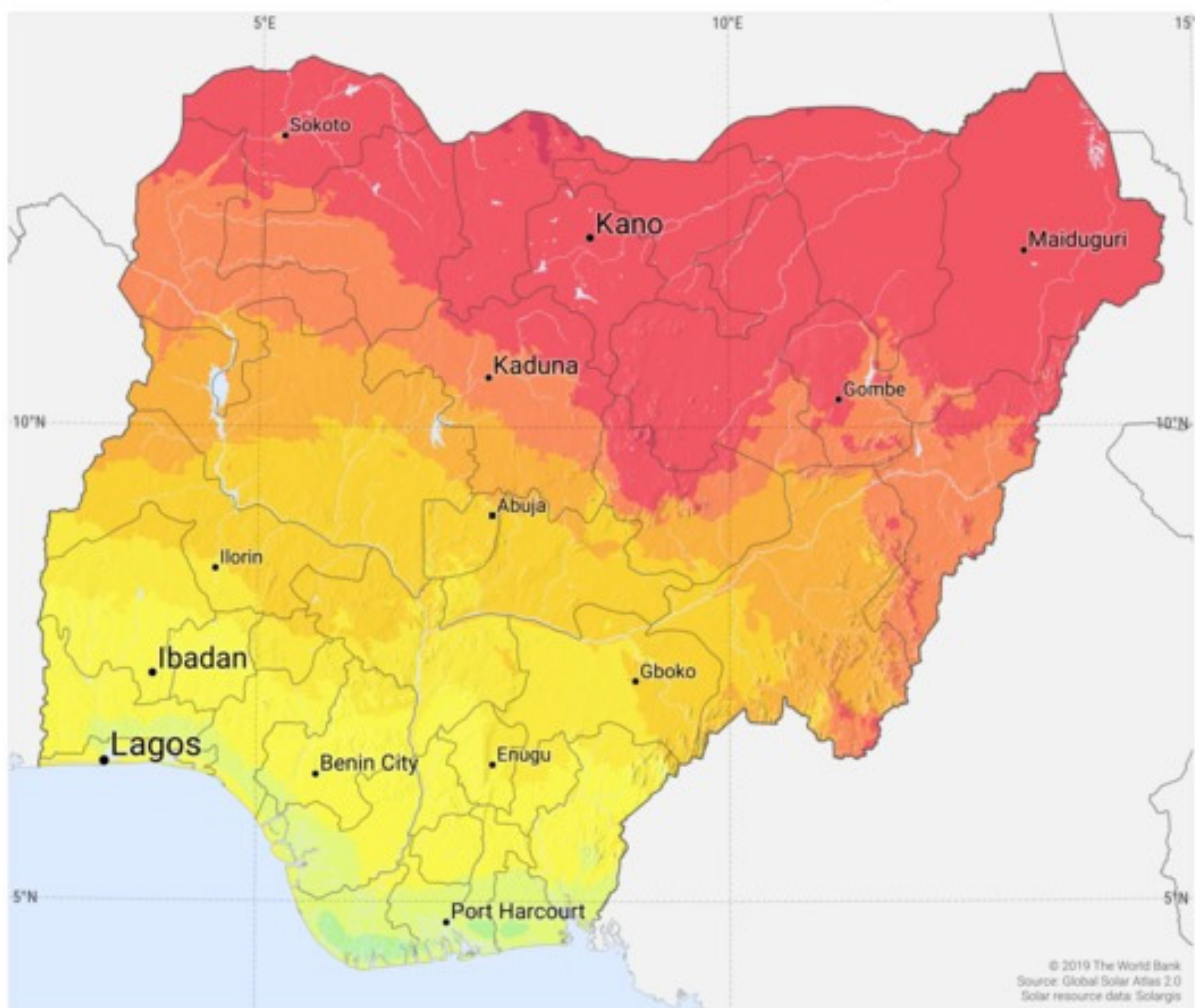 5°E
10°E
15°
Sokoto
Kano
Maiduguri
Kaduna
Gombe
10°N
10°N
Abuja
Ilorin
Ibadan
Gboko
Lagos
Benin City
Enugu
5°N
5°N
Port Harcourt
© 2019 The World Bank
Source: Global Solar Atlas 2.0
Solar resource data: Solargis